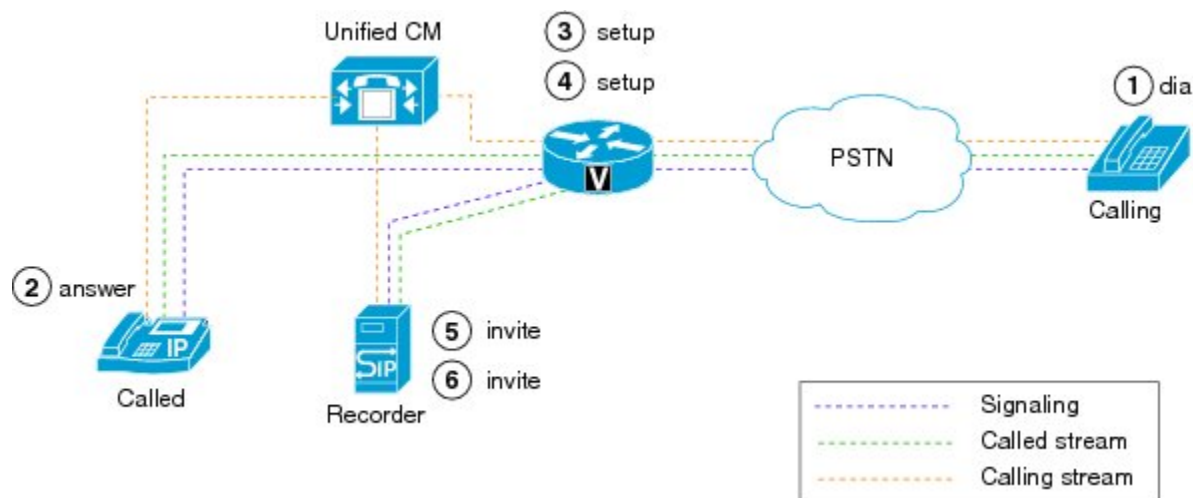 Unified CM
3 setup
4 setup
1 dia
PSTN
V
Calling
2 answer
IP
Called
5 invite
SIP
6 invite
Recorder
Signaling
Called stream
Calling stream